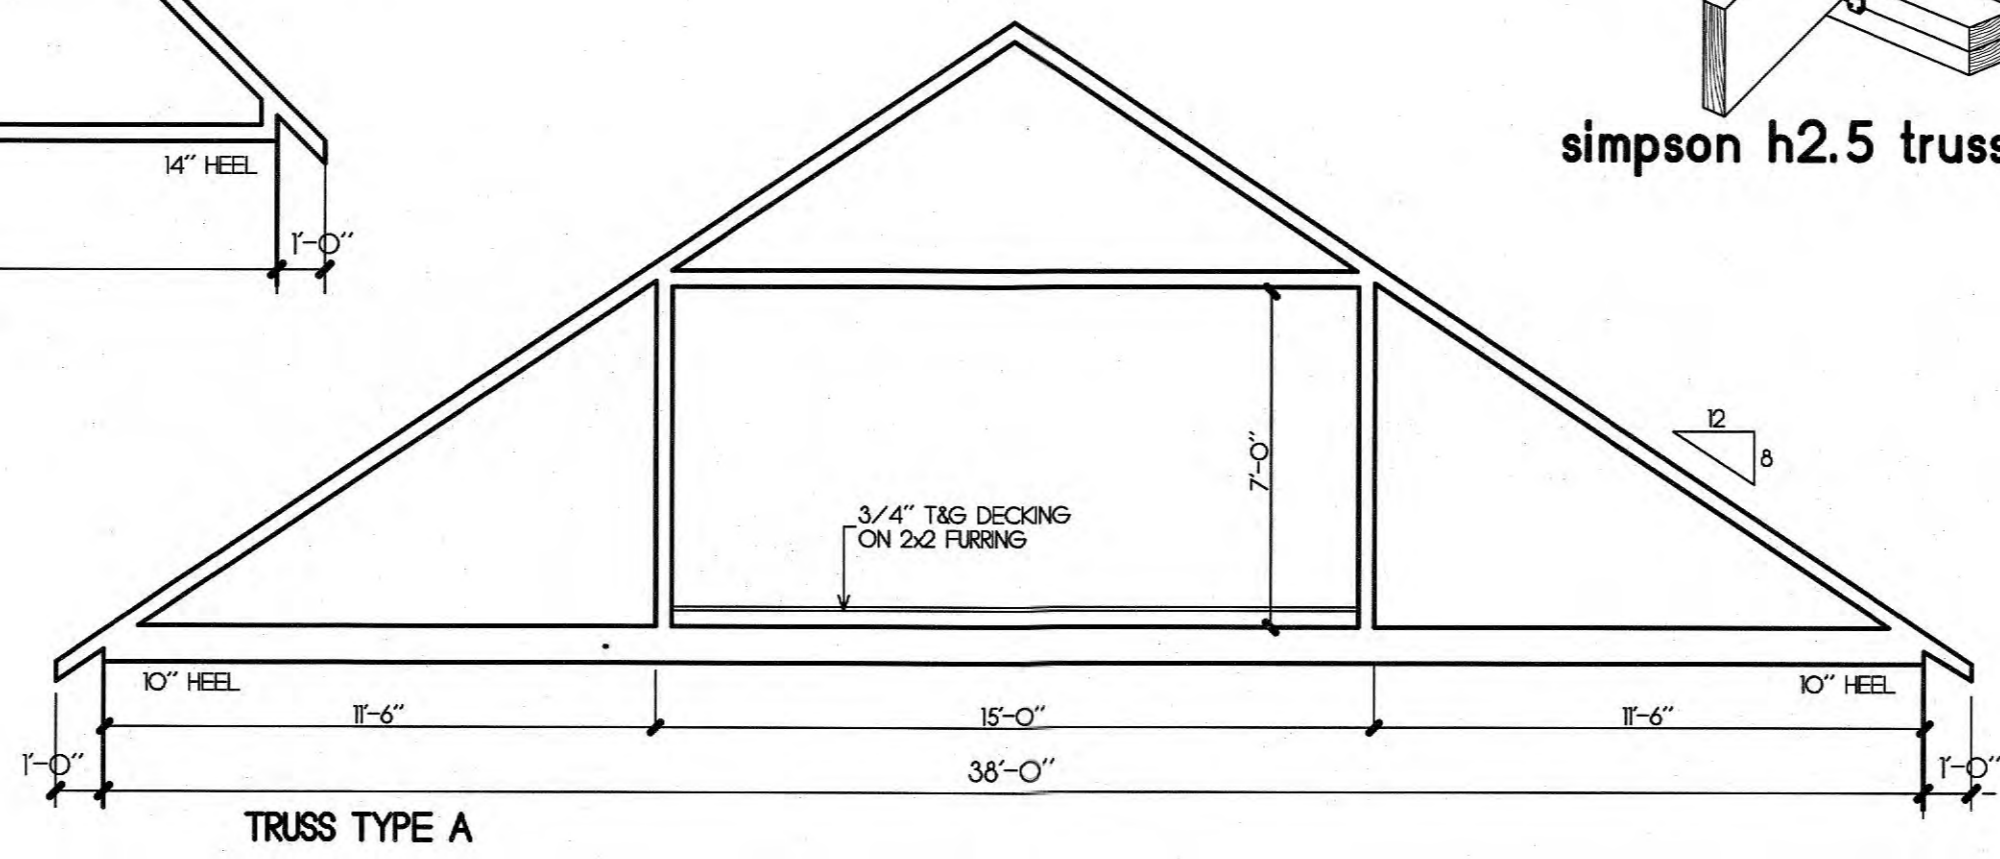 14" HEEL
1'-0"
simpson h2.5 truss
12
8
7'-0"
3/4" T&G DECKING
ON 2x2 FURRING
10" HEEL
10" HEEL
11'-6"
15'-0"
11'-6"
1'-0"
38'-0"
1'-0"
TRUSS TYPE A